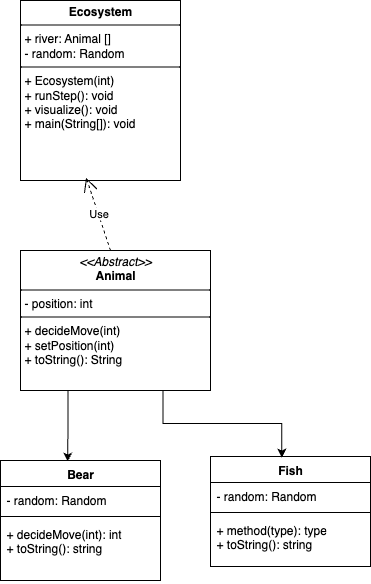 Ecosystem
+ river: Animal []
- random: Random
+ Ecosystem(int)
+ runStep(): void
+ visualize(): void
+ main(String[]): void
Use
<<Abstract>>
Animal
- position: int
+ decideMove(int)
+ setPosition(int)
+ toString(): String
Bear
- random: Random
+ decideMove(int): int
+ toString(): string
Fish
- random: Random
+ method(type): type
+ toString(): string